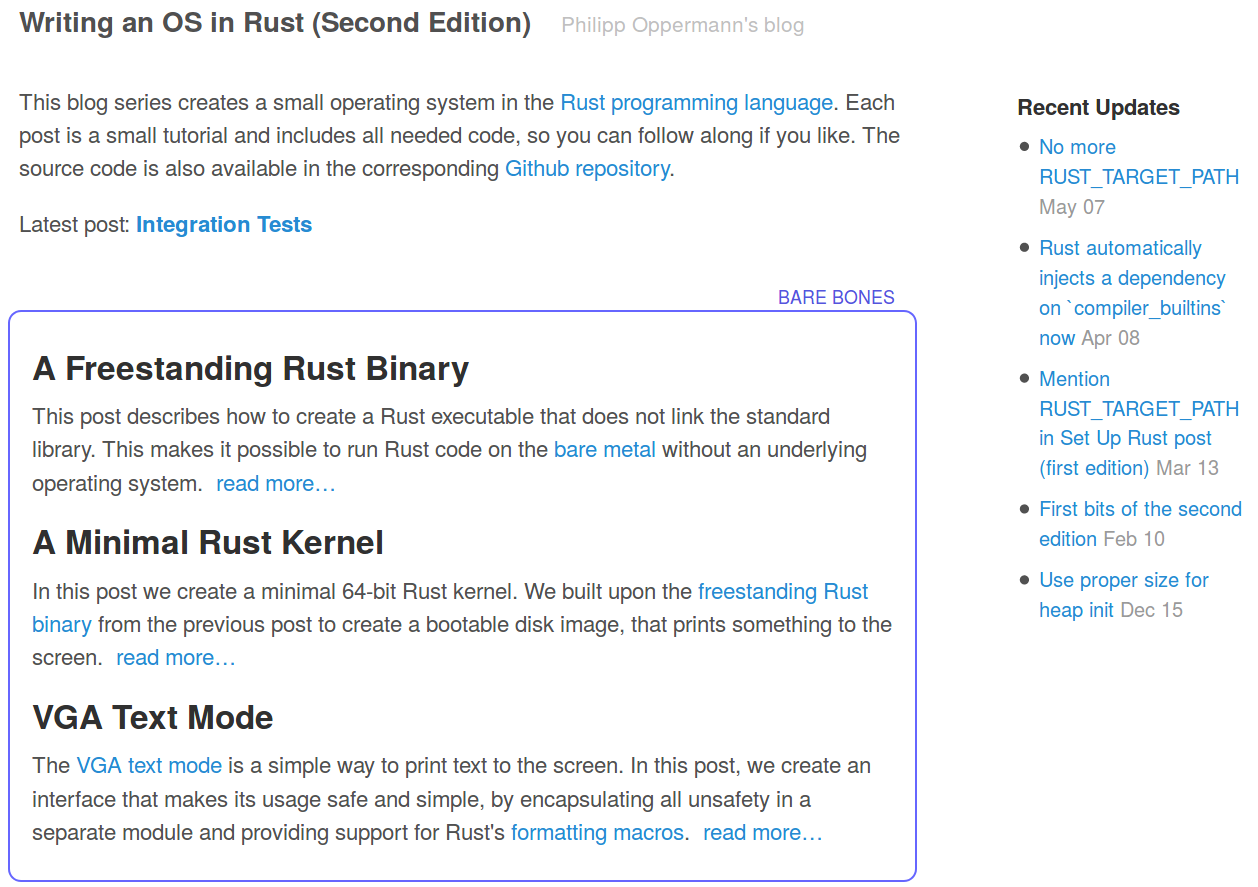 Writing an OS in Rust (Second Edition) Philipp Oppermann's blog
This blog series creates a small operating system in the Rust programming language. Each
post is a small tutorial and includes all needed code, so you can follow along if you like. The
source code is also available in the corresponding Github repository.
Latest post: Integration Tests
BARE BONES
A Freestanding Rust Binary
This post describes how to create a Rust executable that does not link the standard
library. This makes it possible to run Rust code on the bare metal without an underlying
operating system. read more…
A Minimal Rust Kernel
In this post we create a minimal 64-bit Rust kernel. We built upon the freestanding Rust
binary from the previous post to create a bootable disk image, that prints something to the
screen. read more…
VGA Text Mode
The VGA text mode is a simple way to print text to the screen. In this post, we create an
interface that makes its usage safe and simple, by encapsulating all unsafety in a
separate module and providing support for Rust's formatting macros. read more…
Recent Updates
No more
RUST_TARGET_PATH
May 07
Rust automatically
injects a dependency
on `compiler_builtins`
now Apr 08
Mention
RUST_TARGET_PATH
in Set Up Rust post
(first edition) Mar 13
First bits of the second
edition Feb 10
Use proper size for
heap init Dec 15